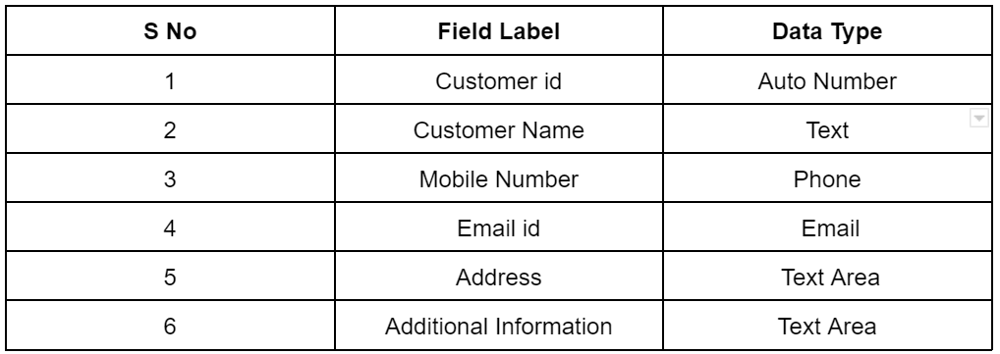 S No Field Label Data Type
1 Customer id Auto Number
2 Customer Name Text
3 Mobile Number Phone
4 Email id Email
5 Address Text Area
6 Additional Information Text Area